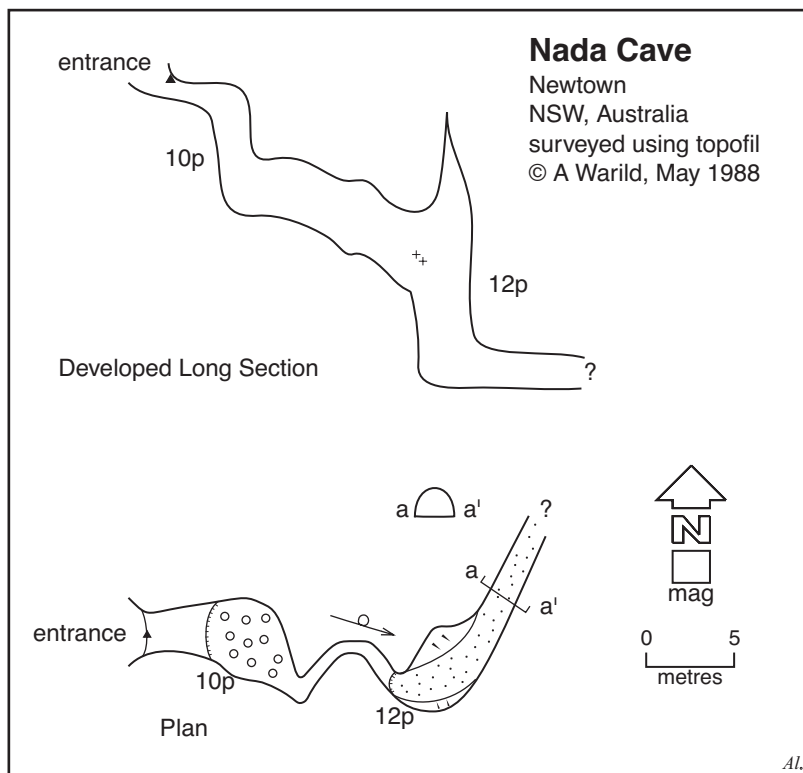 Nada Cave
Newtown
NSW, Australia
surveyed using topofil
© A Warild, May 1988
entrance
10p
12p
?
Developed Long Section
a a'
?
a
a'
N
mag
entrance
10p
12p
0 5
metres
Plan
Al,